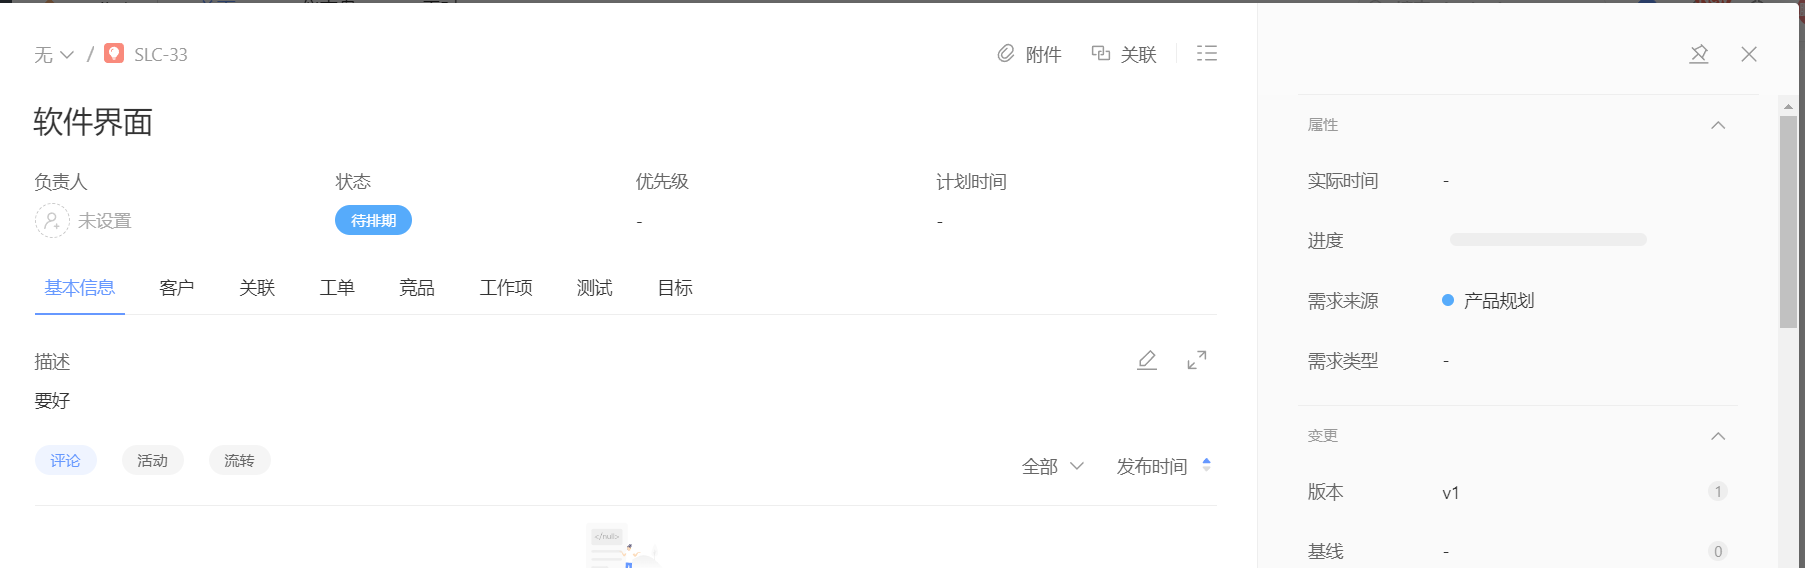 无 / SLC-33
附件 关联
软件界面
负责人 状态 优先级 计划时间
未设置 待排期 - -
基本信息 客户 关联 工单 竞品 工作项 测试 目标
描述
要好
评论 活动 流转
全部 发布时间
</null>
属性
实际时间 -
进度
需求来源 产品规划
需求类型 -
变更
版本 v1 1
基线 - 0